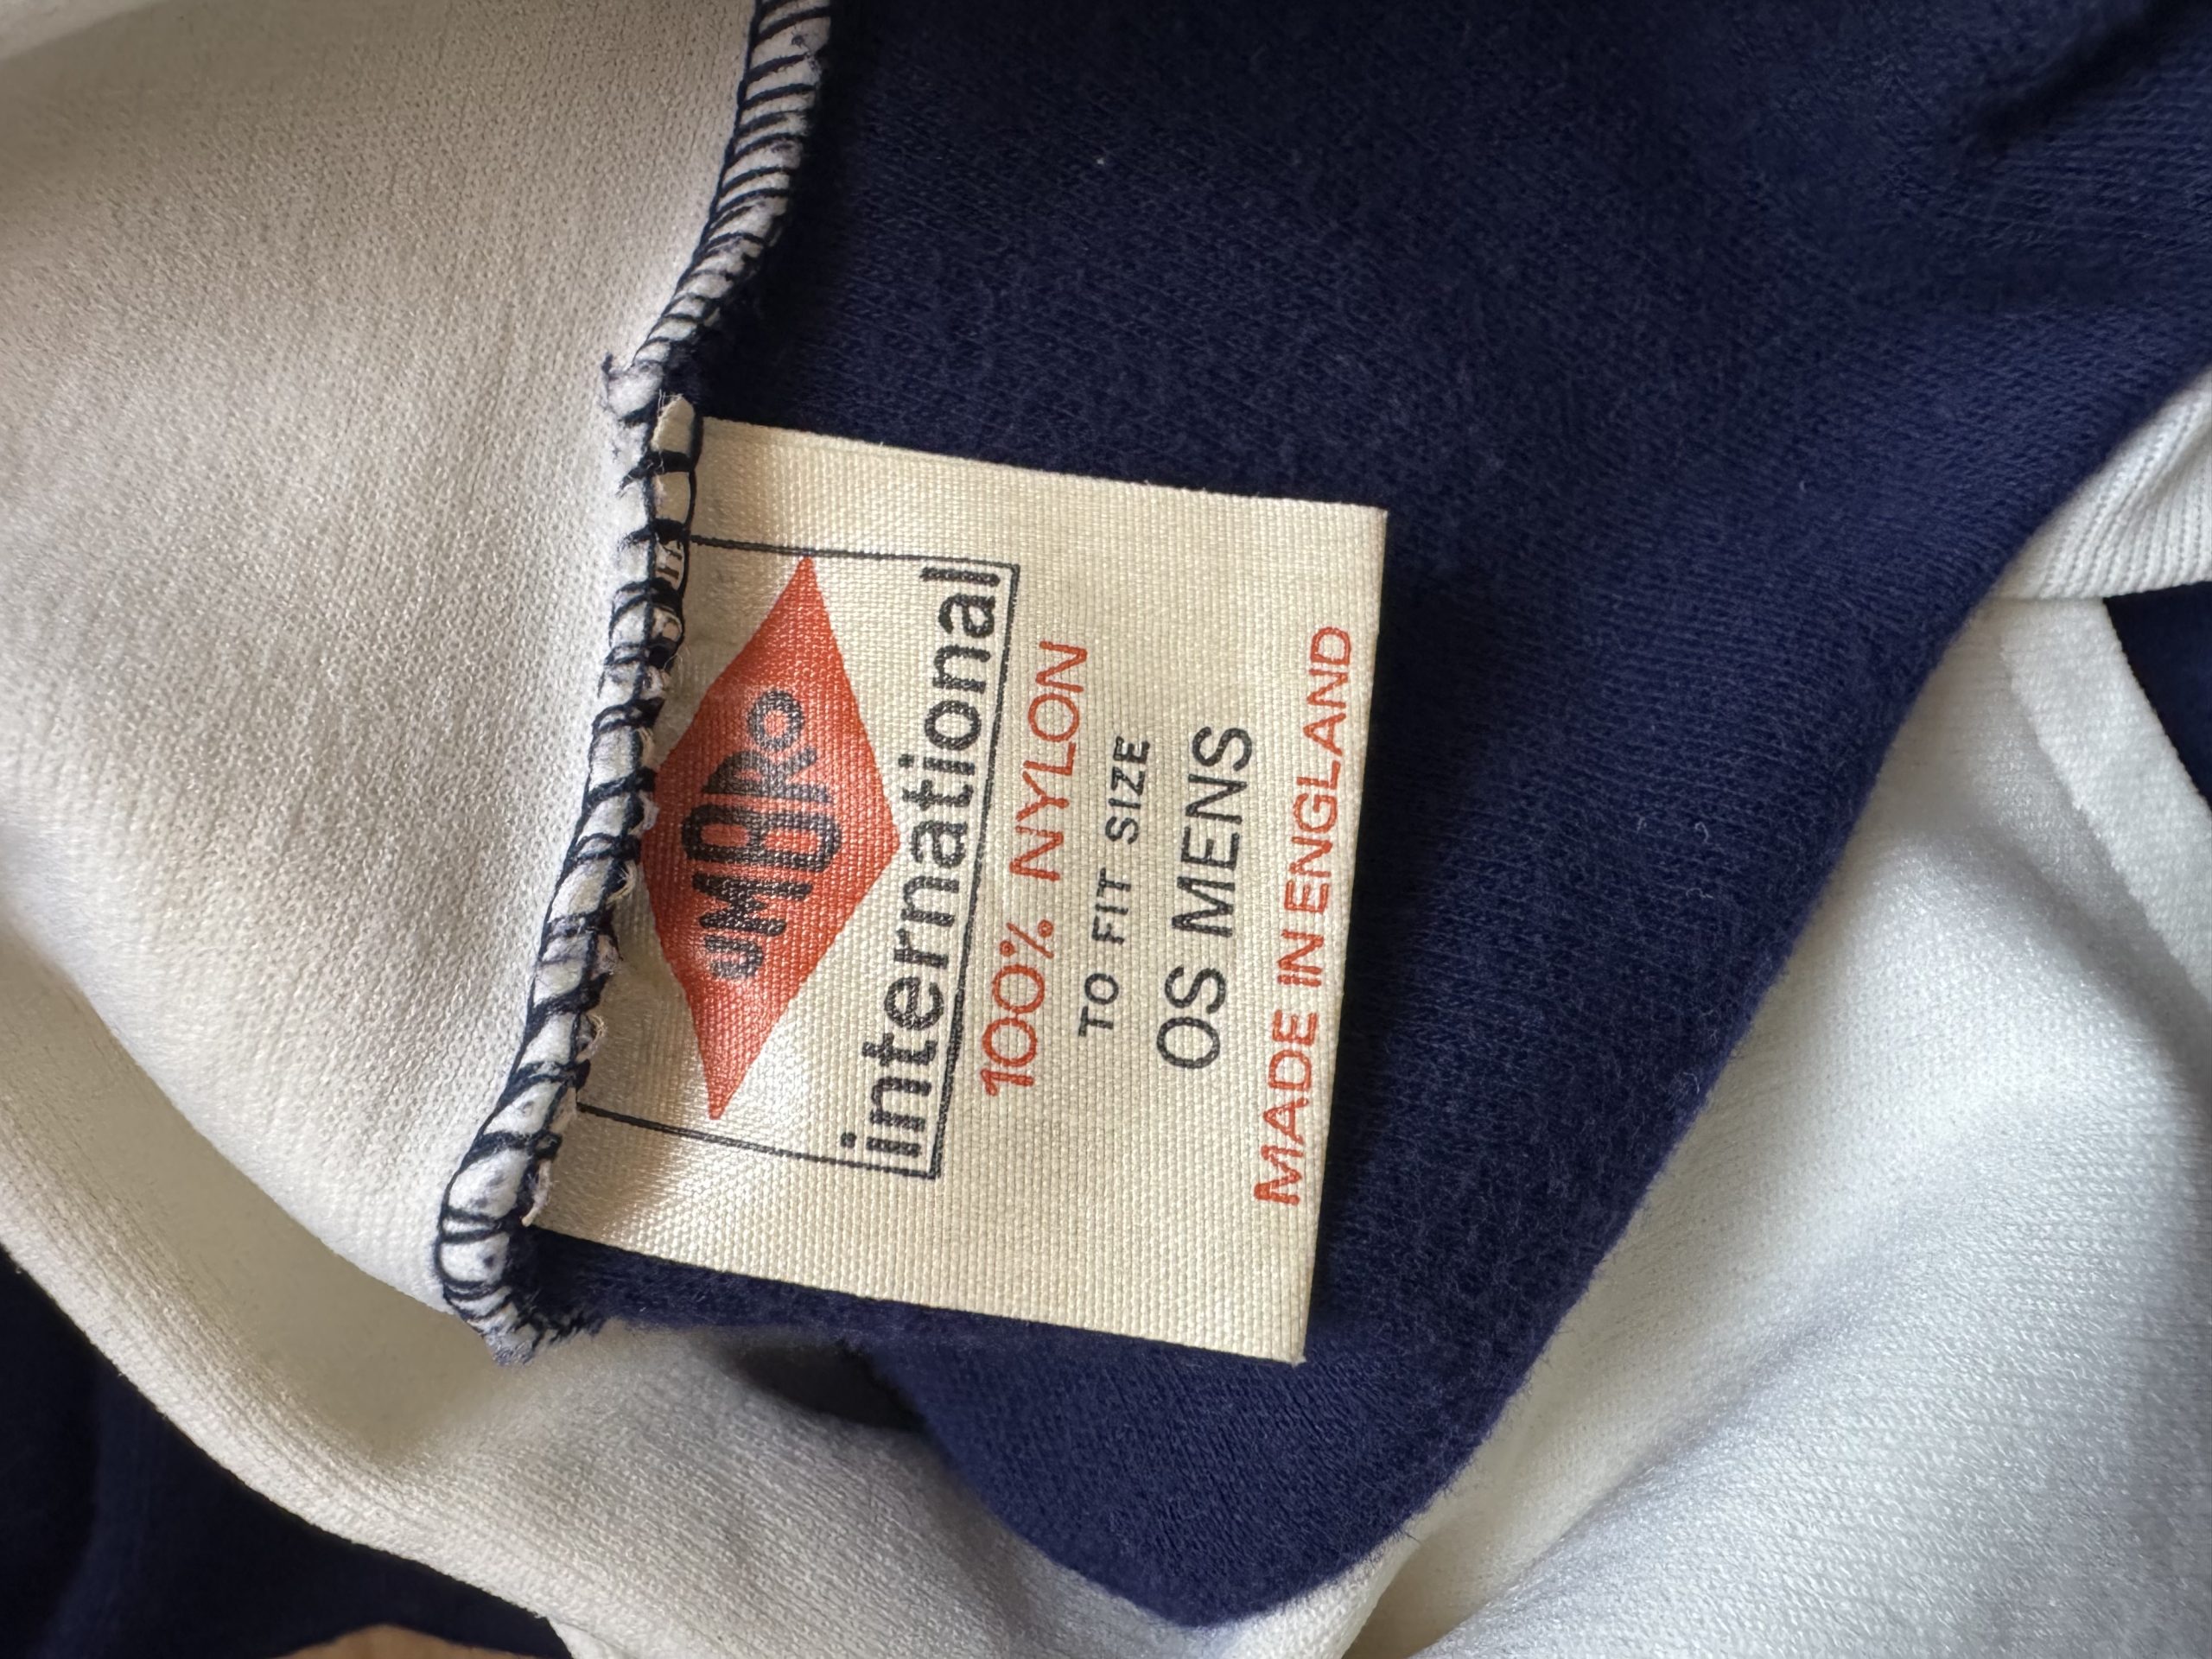 UMBRO
international
100% NYLON
TO FIT SIZE
OS MENS
MADE IN ENGLAND